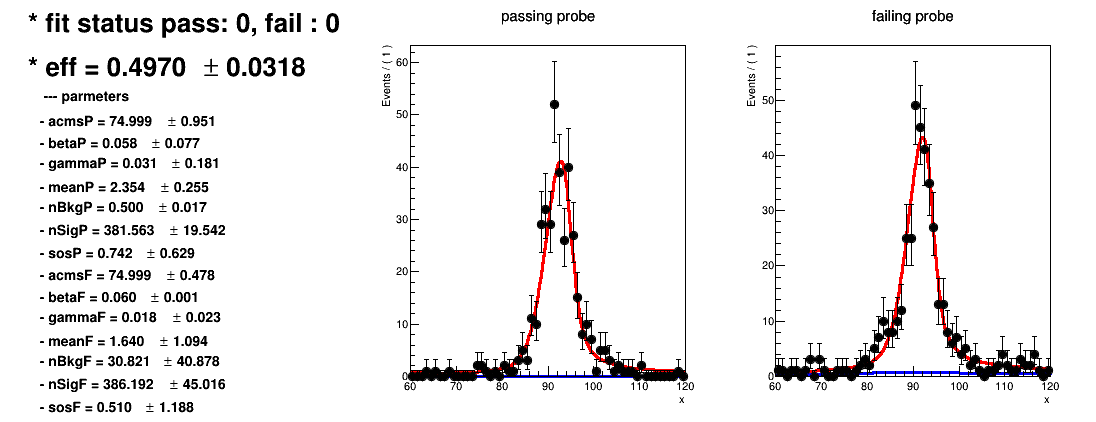 * fit status pass: 0, fail : 0
* eff = 0.4970 ± 0.0318
--- parmeters
- acmsP = 74.999 ± 0.951
- betaP = 0.058 ± 0.077
- gammaP = 0.031 ± 0.181
- meanP = 2.354 ± 0.255
- nBkgP = 0.500 ± 0.017
- nSigP = 381.563 ± 19.542
- sosP = 0.742 ± 0.629
- acmsF = 74.999 ± 0.478
- betaF = 0.060 ± 0.001
- gammaF = 0.018 ± 0.023
- meanF = 1.640 ± 1.094
- nBkgF = 30.821 ± 40.878
- nSigF = 386.192 ± 45.016
- sosF = 0.510 ± 1.188
passing probe
Events / ( 1 )
60
50
40
30
20
10
0
60 70 80 90 100 110 120
x
failing probe
Events / ( 1 )
50
40
30
20
10
0
60 70 80 90 100 110 120
x